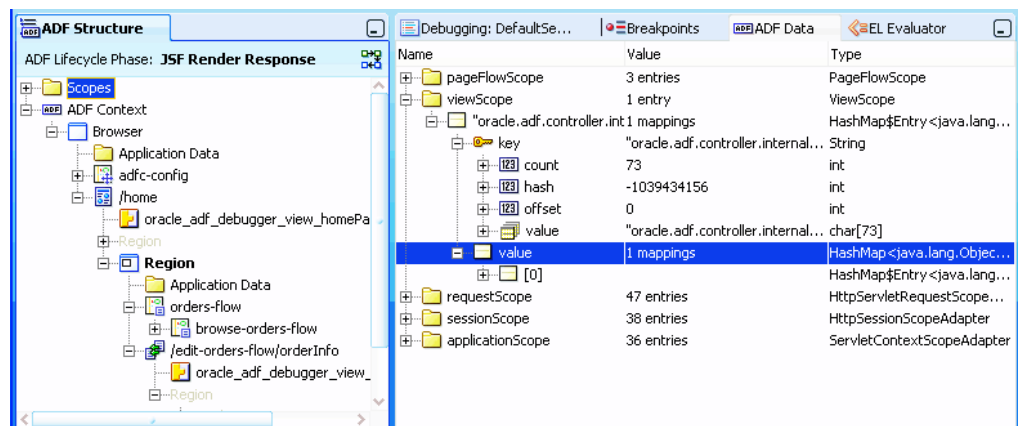 ADF Structure
ADF Lifecycle Phase: JSF Render Response
Scopes
ADF Context
Browser
Application Data
adfc-config
/home
oracle_adf_debugger_view_homePa
Region
Region
Application Data
orders-flow
browse-orders-flow
/edit-orders-flow/orderInfo
oracle_adf_debugger_view_
Region
Debugging: DefaultSe... Breakpoints ADF Data EL Evaluator
Name Value Type
pageFlowScope 3 entries PageFlowScope
viewScope 1 entry ViewScope
"oracle.adf.controller.int 1 mappings HashMap$Entry<java.lang...
key "oracle.adf.controller.internal... String
count 73 int
hash -1039434156 int
offset 0 int
value "oracle.adf.controller.internal... char[73]
value 1 mappings HashMap<java.lang.Objec...
[0] HashMap$Entry<java.lang...
requestScope 47 entries HttpServletRequestScope...
sessionScope 38 entries HttpSessionScopeAdapter
applicationScope 36 entries ServletContextScopeAdapter